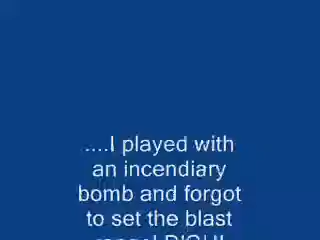 ....I played with
an incendiary
bomb and forgot
to set the blast